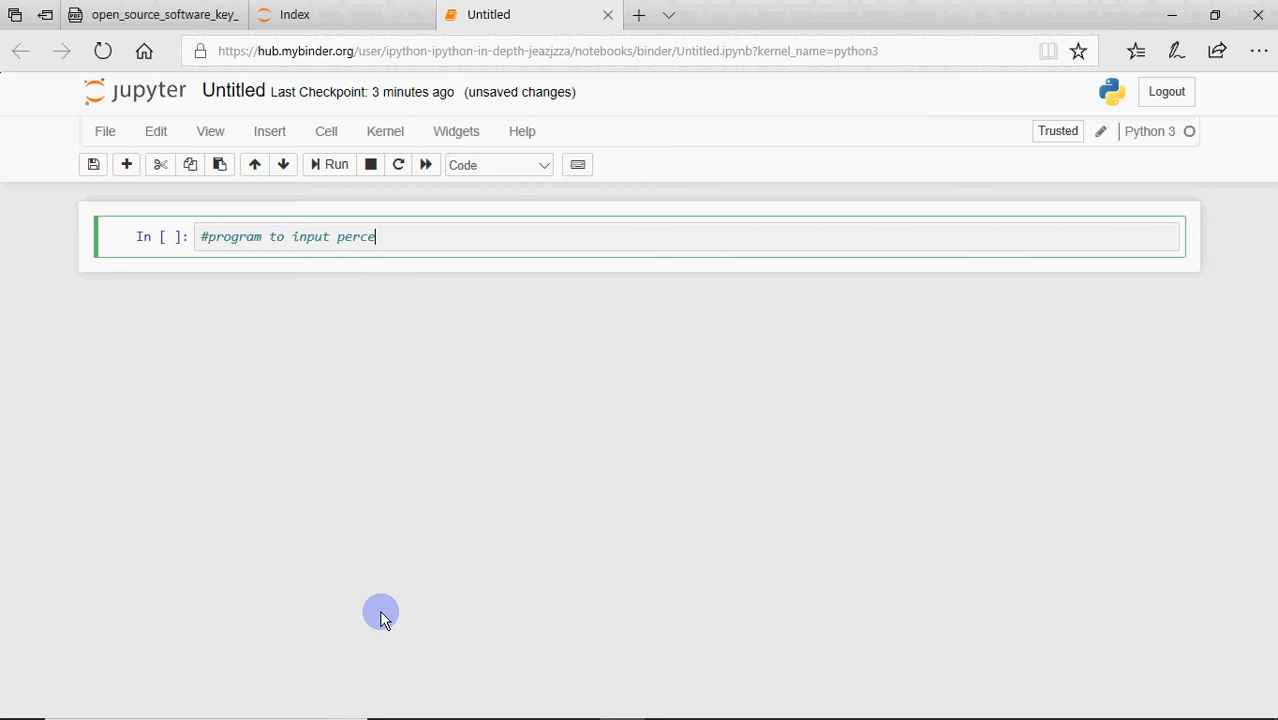 open_source_software_key_
Index
Untitled
https://hub.mybinder.org/user/ipython-ipython-in-depth-jeazjzza/notebooks/binder/Untitled.ipynb?kernel_name=python3
jupyter Untitled Last Checkpoint: 3 minutes ago (unsaved changes)
Logout
File Edit View Insert Cell Kernel Widgets Help
Trusted
Python 3
Run
Code
In [ ]: #program to input perce